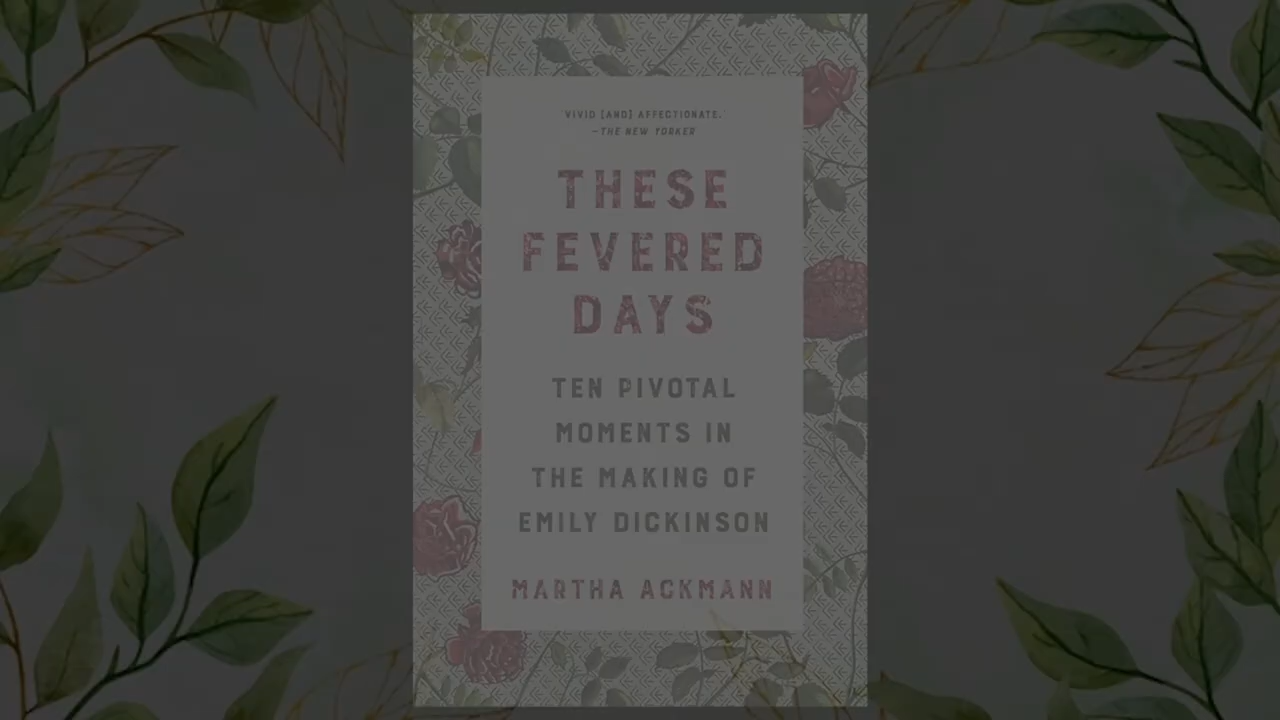 "VIVID [AND] AFFECTIONATE."
—THE NEW YORKER
THESE
FEVERED
DAYS
TEN PIVOTAL
MOMENTS IN
THE MAKING OF
EMILY DICKINSON
MARTHA ACKMANN